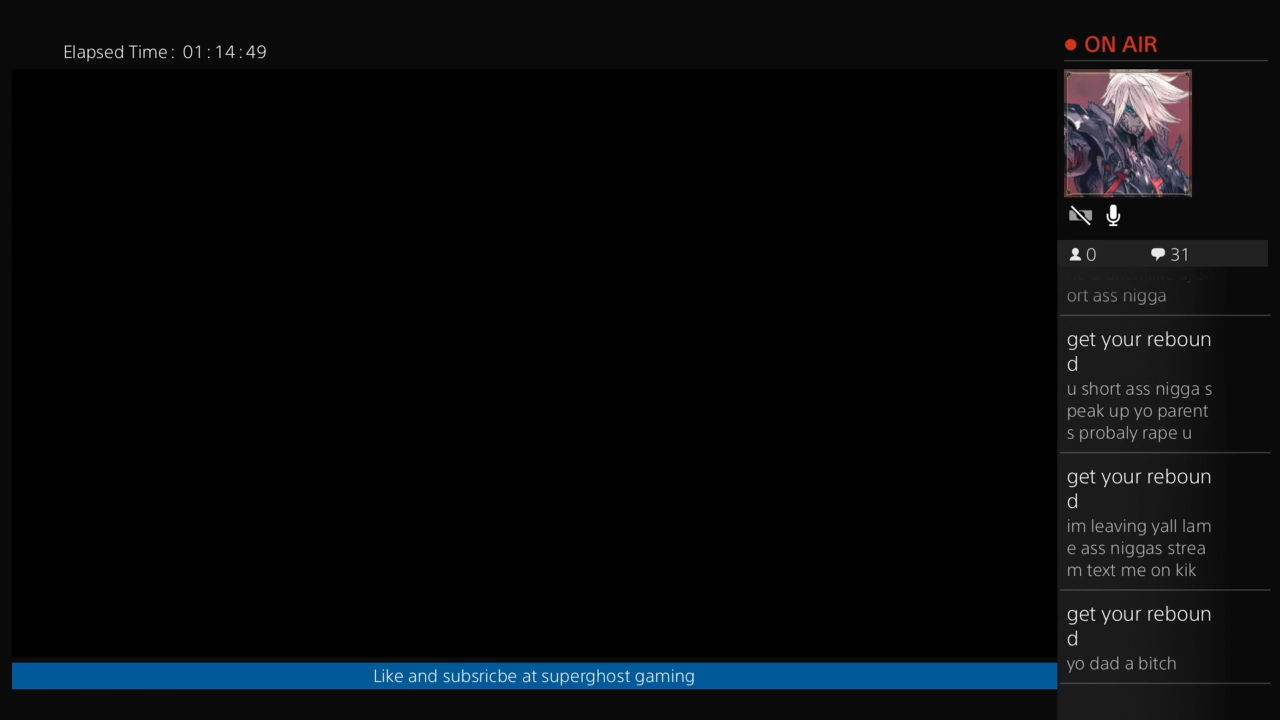 Elapsed Time: 01:14:49
ON AIR
0 31
ort ass nigga
get your reboun
d
u short ass nigga s
peak up yo parent
s probaly rape u
get your reboun
d
im leaving yall lam
e ass niggas strea
m text me on kik
get your reboun
d
yo dad a bitch
Like and subsricbe at superghost gaming